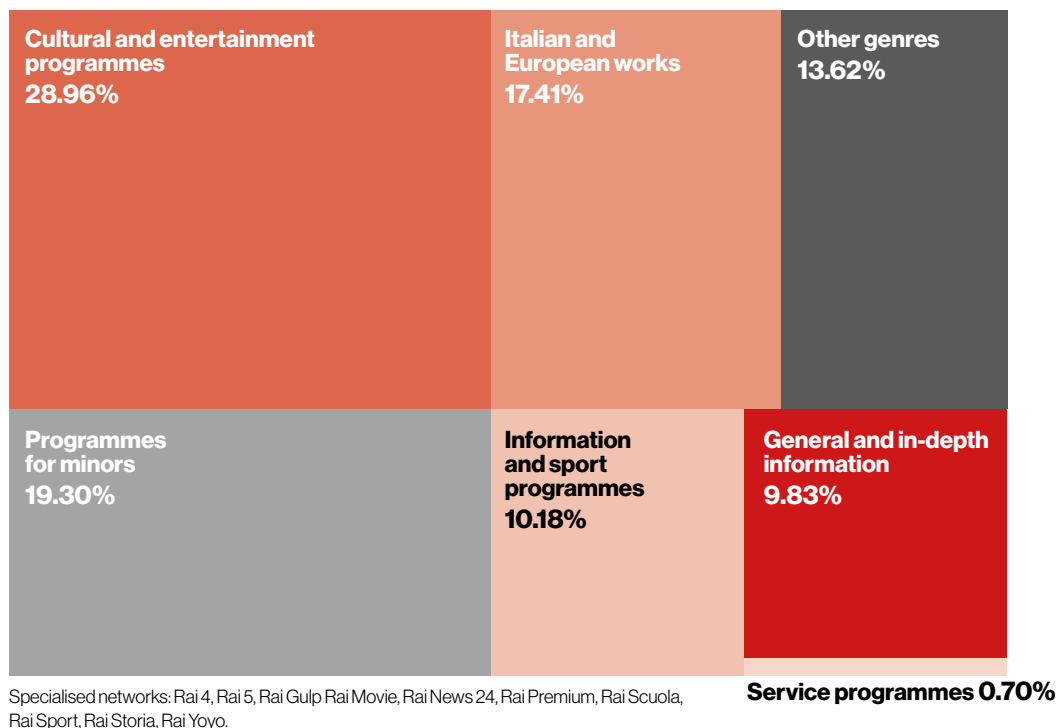 Cultural and entertainment
programmes
28.96%
Italian and
European works
17.41%
Other genres
13.62%
Programmes
for minors
19.30%
Information
and sport
programmes
10.18%
General and in-depth
information
9.83%
Service programmes 0.70%
Specialised networks: Rai 4, Rai 5, Rai Gulp Rai Movie, Rai News 24, Rai Premium, Rai Scuola,
Rai Sport, Rai Storia, Rai Yoyo.